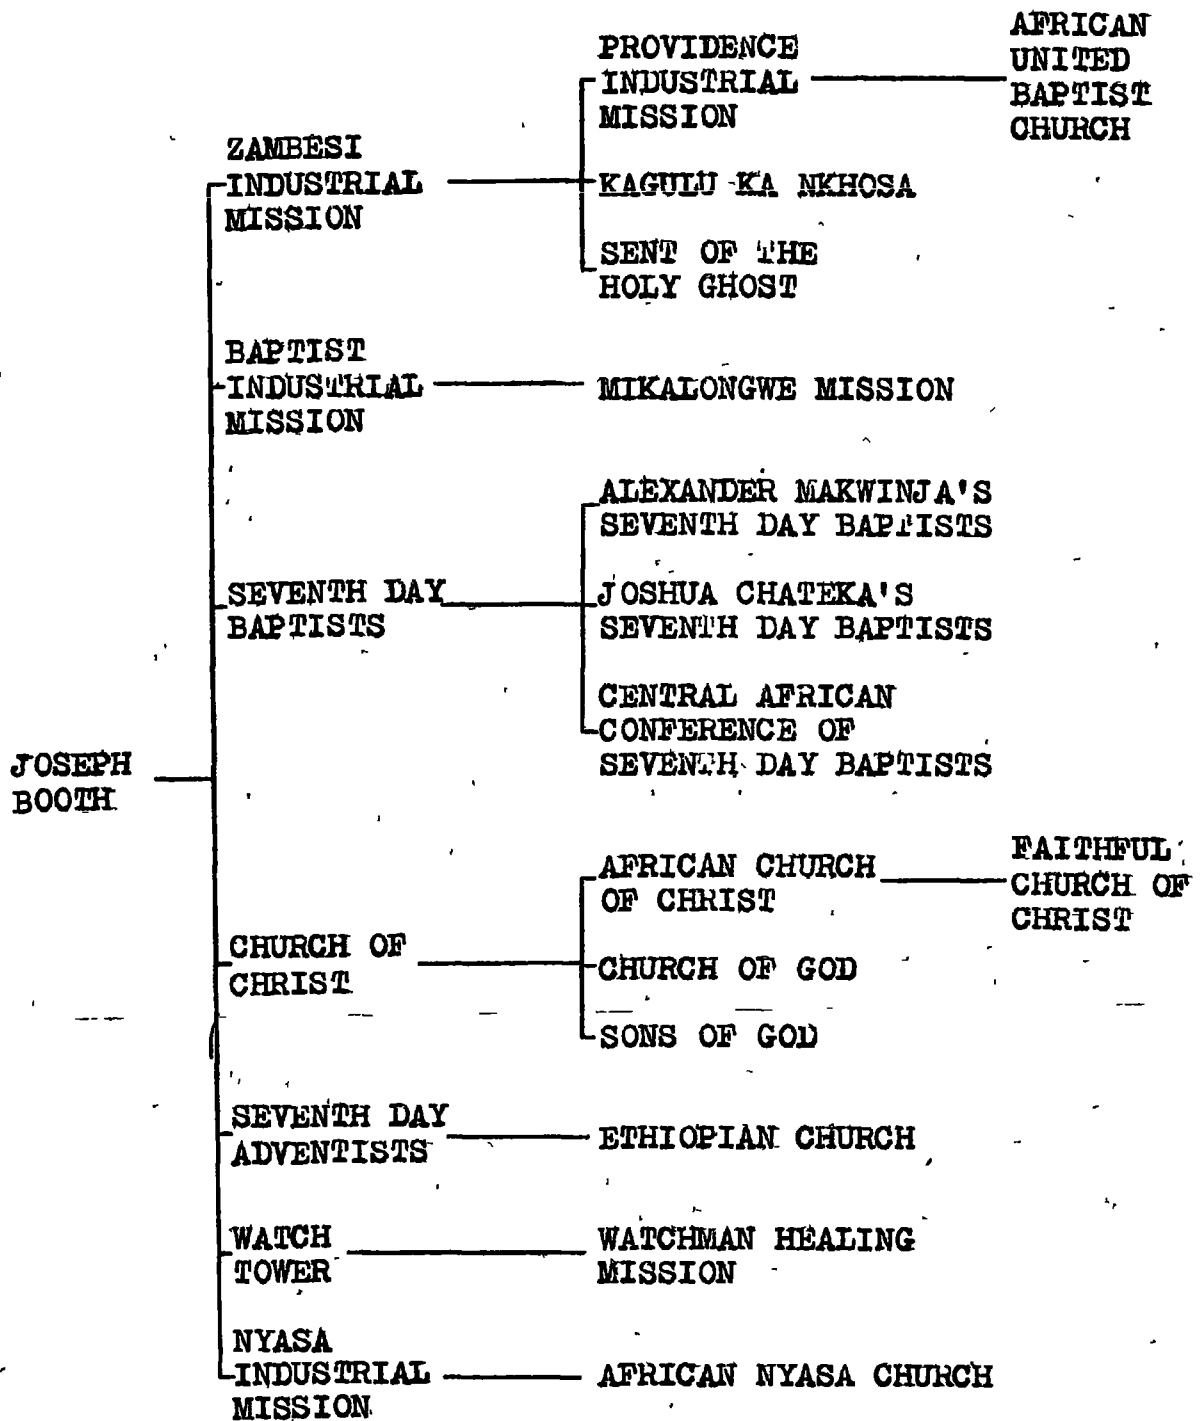 JOSEPH
BOOTH
ZAMBESI
INDUSTRIAL
MISSION
PROVIDENCE
INDUSTRIAL
MISSION
AFRICAN
UNITED
BAPTIST
CHURCH
KAGULU KA NKHOSA
SENT OF THE
HOLY GHOST
BAPTIST
INDUSTRIAL
MISSION
MIKALONGWE MISSION
SEVENTH DAY
BAPTISTS
ALEXANDER MAKWINJA'S
SEVENTH DAY BAPTISTS
JOSHUA CHATEKA'S
SEVENTH DAY BAPTISTS
CENTRAL AFRICAN
CONFERENCE OF
SEVENTH DAY BAPTISTS
CHURCH OF
CHRIST
AFRICAN CHURCH
OF CHRIST
FAITHFUL
CHURCH OF
CHRIST
CHURCH OF GOD
SONS OF GOD
SEVENTH DAY
ADVENTISTS
ETHIOPIAN CHURCH
WATCH
TOWER
WATCHMAN HEALING
MISSION
NYASA
INDUSTRIAL
MISSION
AFRICAN NYASA CHURCH